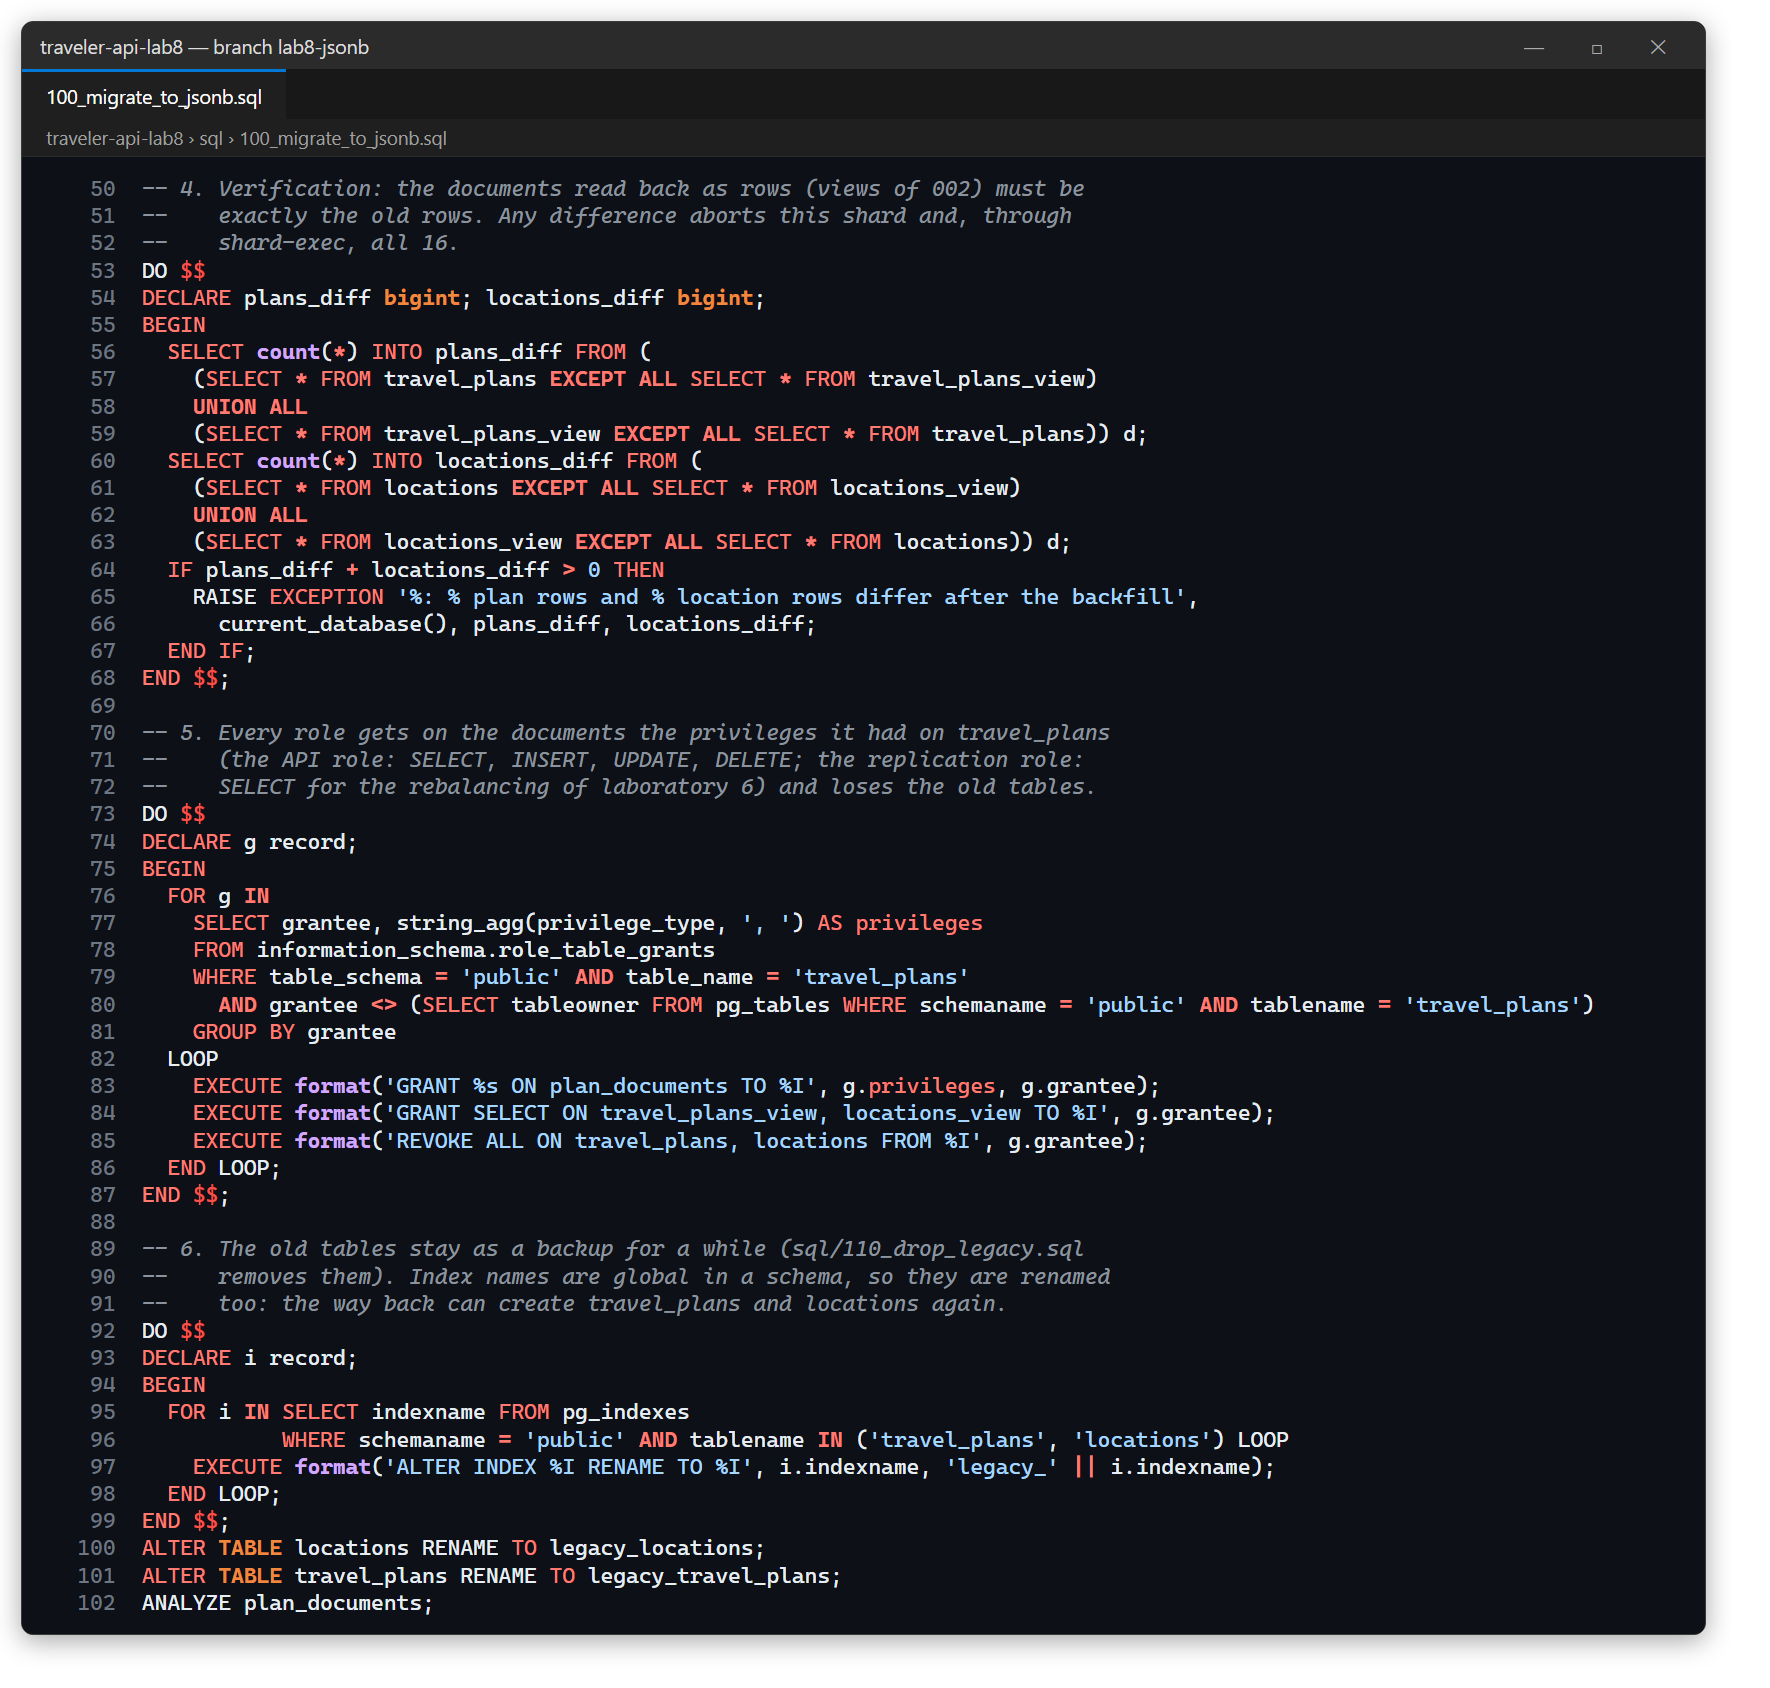 traveler-api-lab8 — branch lab8-jsonb
100_migrate_to_jsonb.sql
traveler-api-lab8 › sql › 100_migrate_to_jsonb.sql
50 -- 4. Verification: the documents read back as rows (views of 002) must be
51 --    exactly the old rows. Any difference aborts this shard and, through
52 --    shard-exec, all 16.
53 DO $$
54 DECLARE plans_diff bigint; locations_diff bigint;
55 BEGIN
56   SELECT count(*) INTO plans_diff FROM (
57     (SELECT * FROM travel_plans EXCEPT ALL SELECT * FROM travel_plans_view)
58     UNION ALL
59     (SELECT * FROM travel_plans_view EXCEPT ALL SELECT * FROM travel_plans)) d;
60   SELECT count(*) INTO locations_diff FROM (
61     (SELECT * FROM locations EXCEPT ALL SELECT * FROM locations_view)
62     UNION ALL
63     (SELECT * FROM locations_view EXCEPT ALL SELECT * FROM locations)) d;
64   IF plans_diff + locations_diff > 0 THEN
65     RAISE EXCEPTION '%: % plan rows and % location rows differ after the backfill',
66       current_database(), plans_diff, locations_diff;
67   END IF;
68 END $$;
69
70 -- 5. Every role gets on the documents the privileges it had on travel_plans
71 --    (the API role: SELECT, INSERT, UPDATE, DELETE; the replication role:
72 --    SELECT for the rebalancing of laboratory 6) and loses the old tables.
73 DO $$
74 DECLARE g record;
75 BEGIN
76   FOR g IN
77     SELECT grantee, string_agg(privilege_type, ', ') AS privileges
78     FROM information_schema.role_table_grants
79     WHERE table_schema = 'public' AND table_name = 'travel_plans'
80       AND grantee <> (SELECT tableowner FROM pg_tables WHERE schemaname = 'public' AND tablename = 'travel_plans')
81     GROUP BY grantee
82   LOOP
83     EXECUTE format('GRANT %s ON plan_documents TO %I', g.privileges, g.grantee);
84     EXECUTE format('GRANT SELECT ON travel_plans_view, locations_view TO %I', g.grantee);
85     EXECUTE format('REVOKE ALL ON travel_plans, locations FROM %I', g.grantee);
86   END LOOP;
87 END $$;
88
89 -- 6. The old tables stay as a backup for a while (sql/110_drop_legacy.sql
90 --    removes them). Index names are global in a schema, so they are renamed
91 --    too: the way back can create travel_plans and locations again.
92 DO $$
93 DECLARE i record;
94 BEGIN
95   FOR i IN SELECT indexname FROM pg_indexes
96            WHERE schemaname = 'public' AND tablename IN ('travel_plans', 'locations') LOOP
97     EXECUTE format('ALTER INDEX %I RENAME TO %I', i.indexname, 'legacy_' || i.indexname);
98   END LOOP;
99 END $$;
100 ALTER TABLE locations RENAME TO legacy_locations;
101 ALTER TABLE travel_plans RENAME TO legacy_travel_plans;
102 ANALYZE plan_documents;